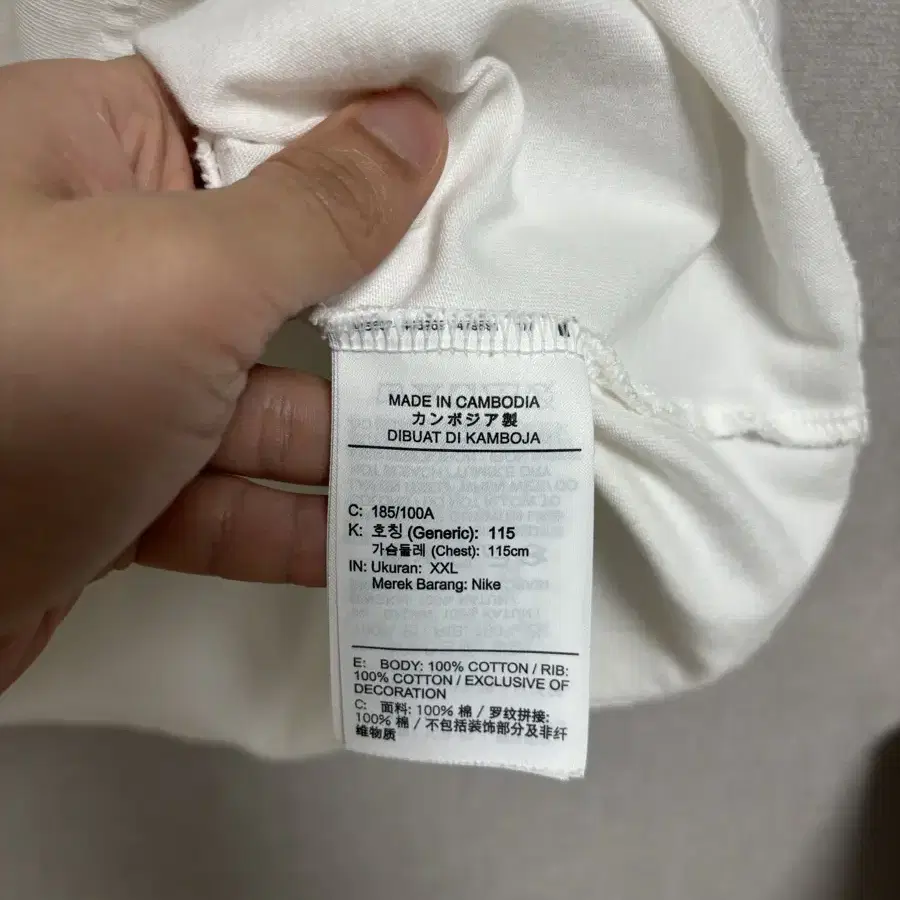 MADE IN CAMBODIA
カンボジア製
DIBUAT DI KAMBOJA
C: 185/100A
K: 호칭 (Generic): 115
가슴둘레 (Chest): 115cm
IN: Ukuran: XXL
Merek Barang: Nike
E: BODY: 100% COTTON / RIB:
100% COTTON / EXCLUSIVE OF
DECORATION
C: 面料: 100% 棉 / 罗纹拼接:
100% 棉 / 不包括装饰部分及非纤
维物质